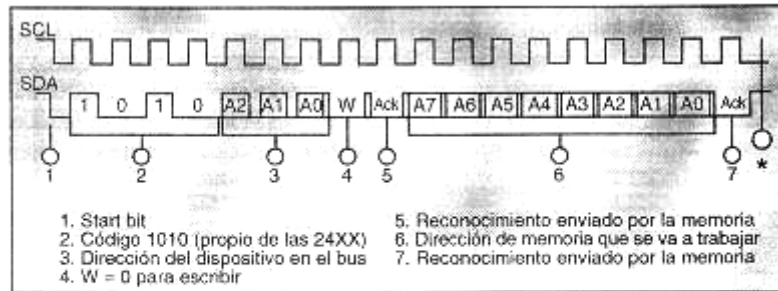 SCL
SDA
1 0 1 0 A2 A1 A0 W Ack A7 A6 A5 A4 A3 A2 A1 A0 Ack
1 2 3 4 5 6 7 *
1. Start bit
2. Código 1010 (propio de las 24XX)
3. Dirección del dispositivo en el bus
4. W = 0 para escribir
5. Reconocimiento enviado por la memoria
6. Dirección de memoria que se va a trabajar
7. Reconocimiento enviado por la memoria